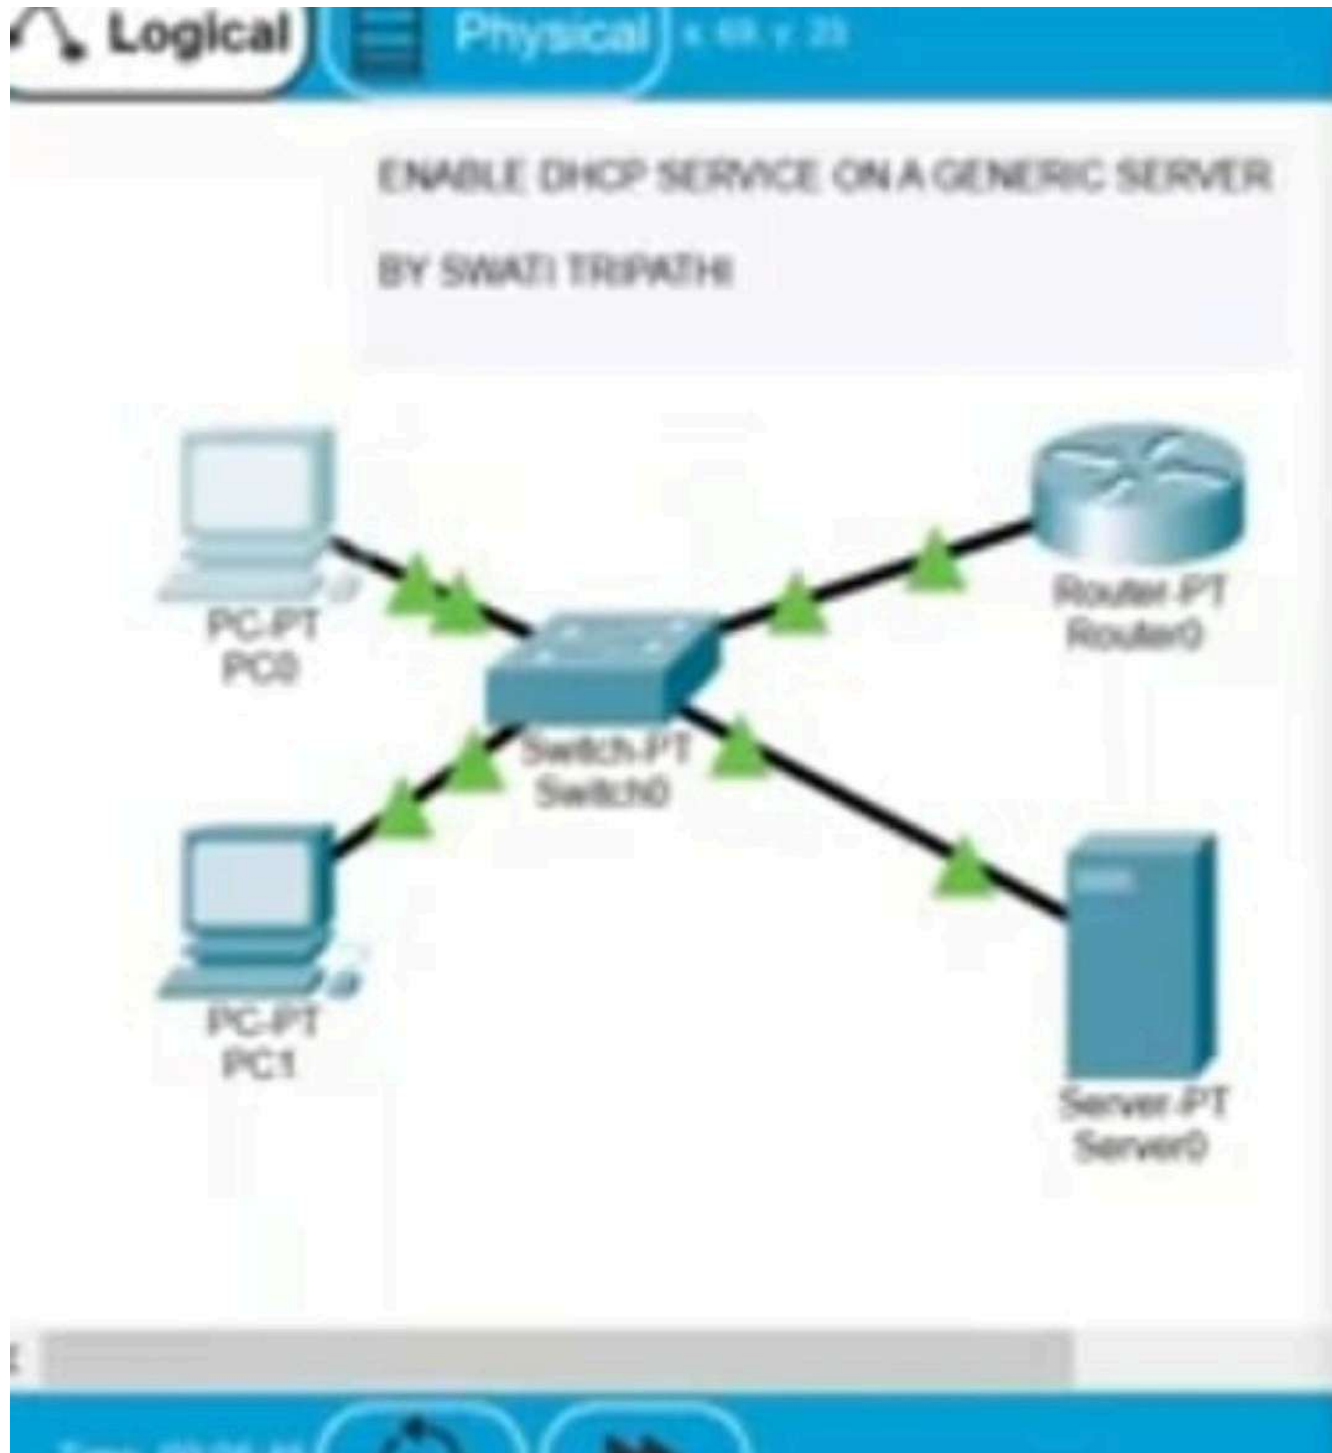 Logical
Physical
ENABLE DHCP SERVICE ON A GENERIC SERVER
BY SWATI TRIPATHI
PC-PT
PC0
Router-PT
Router0
Switch-PT
Switch0
PC-PT
PC1
Server-PT
Server0